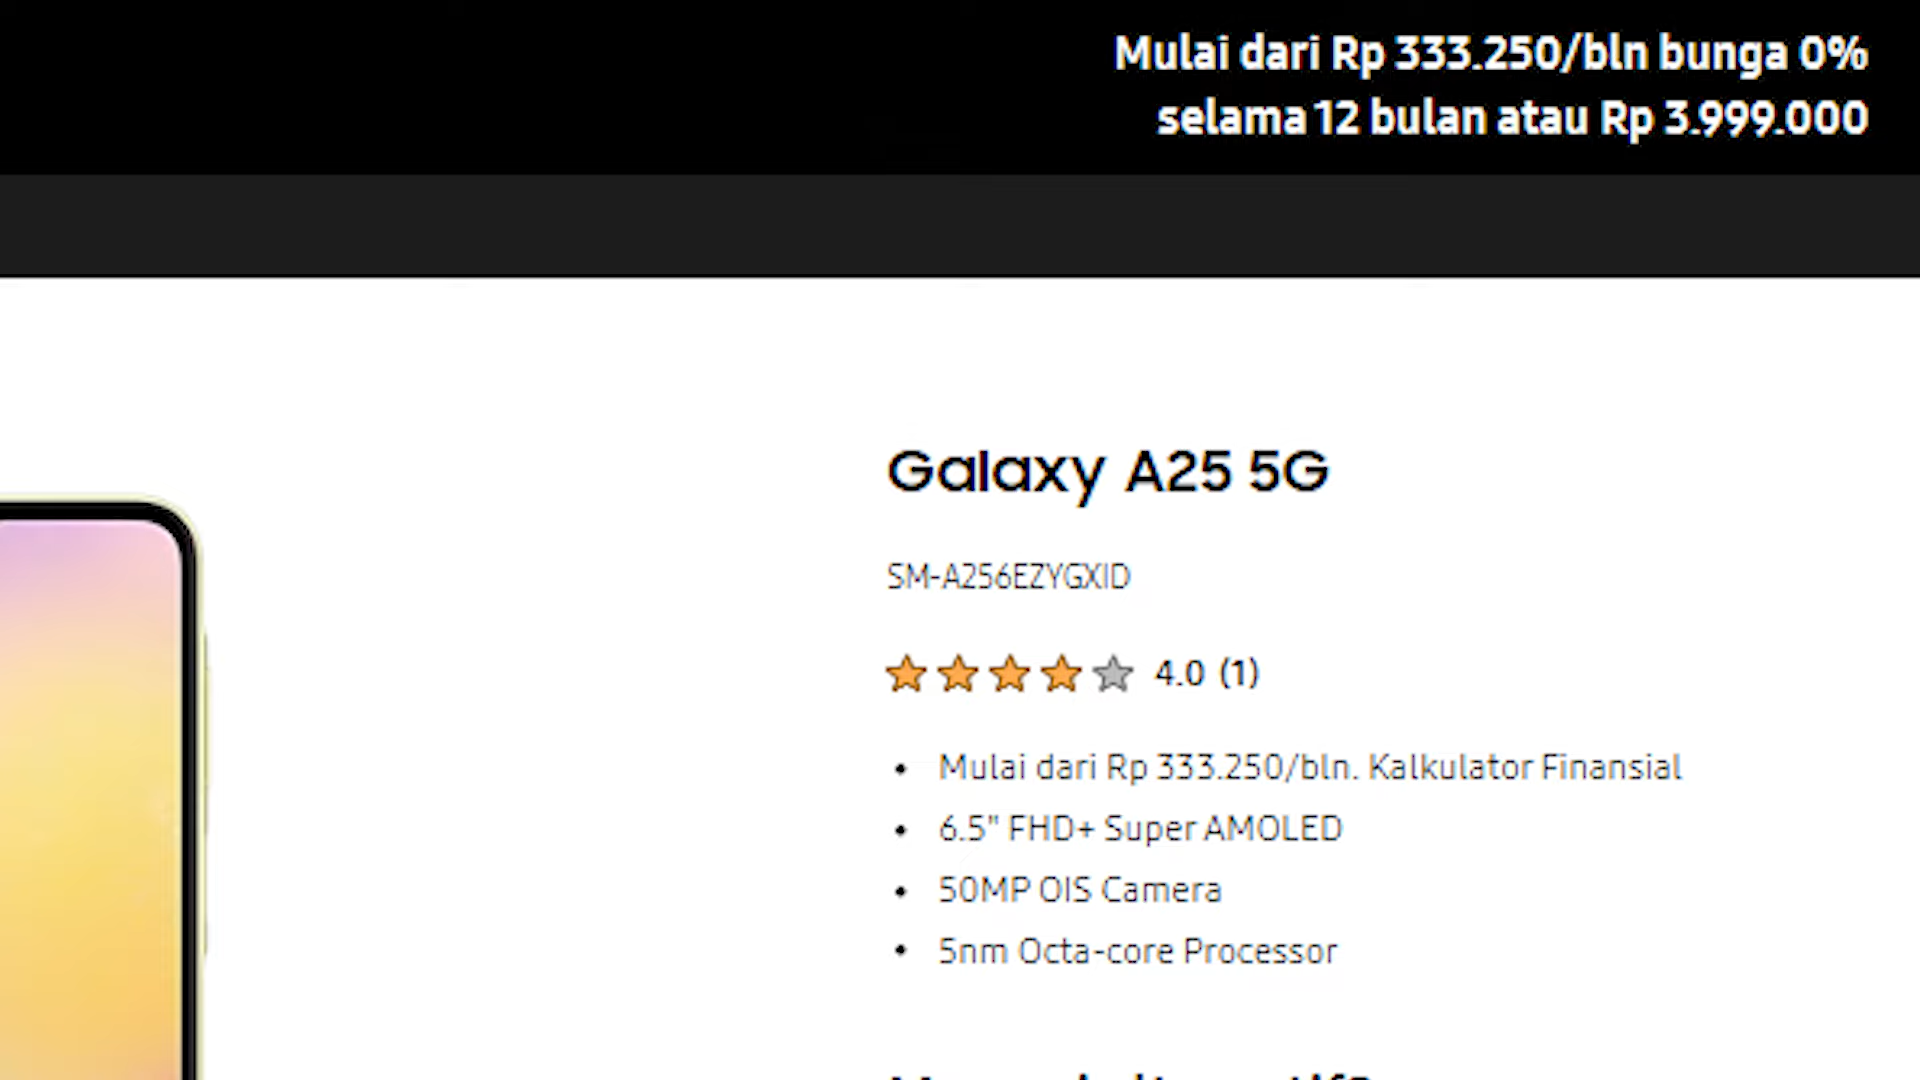 Mulai dari Rp 333.250/bln bunga 0%
selama 12 bulan atau Rp 3.999.000
Galaxy A25 5G
SM-A256EZYGXID
4.0 (1)
• Mulai dari Rp 333.250/bln. Kalkulator Finansial
• 6.5" FHD+ Super AMOLED
• 50MP OIS Camera
• 5nm Octa-core Processor